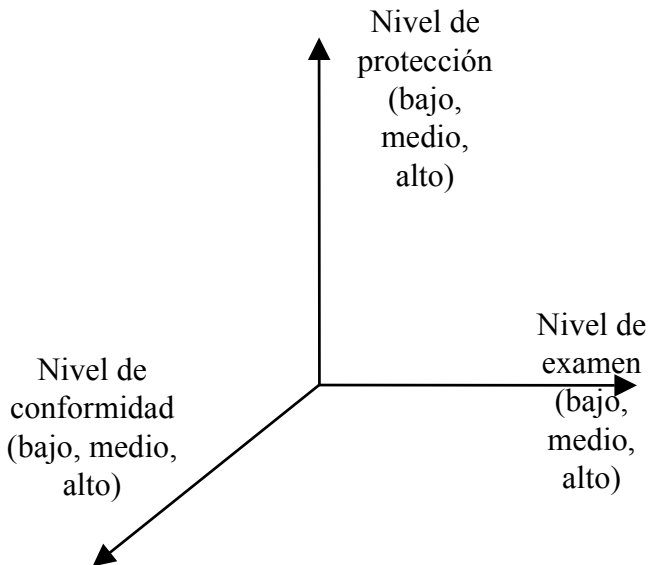 Nivel de
protección
(bajo,
medio,
alto)
Nivel de
examen
(bajo,
medio,
alto)
Nivel de
conformidad
(bajo, medio,
alto)